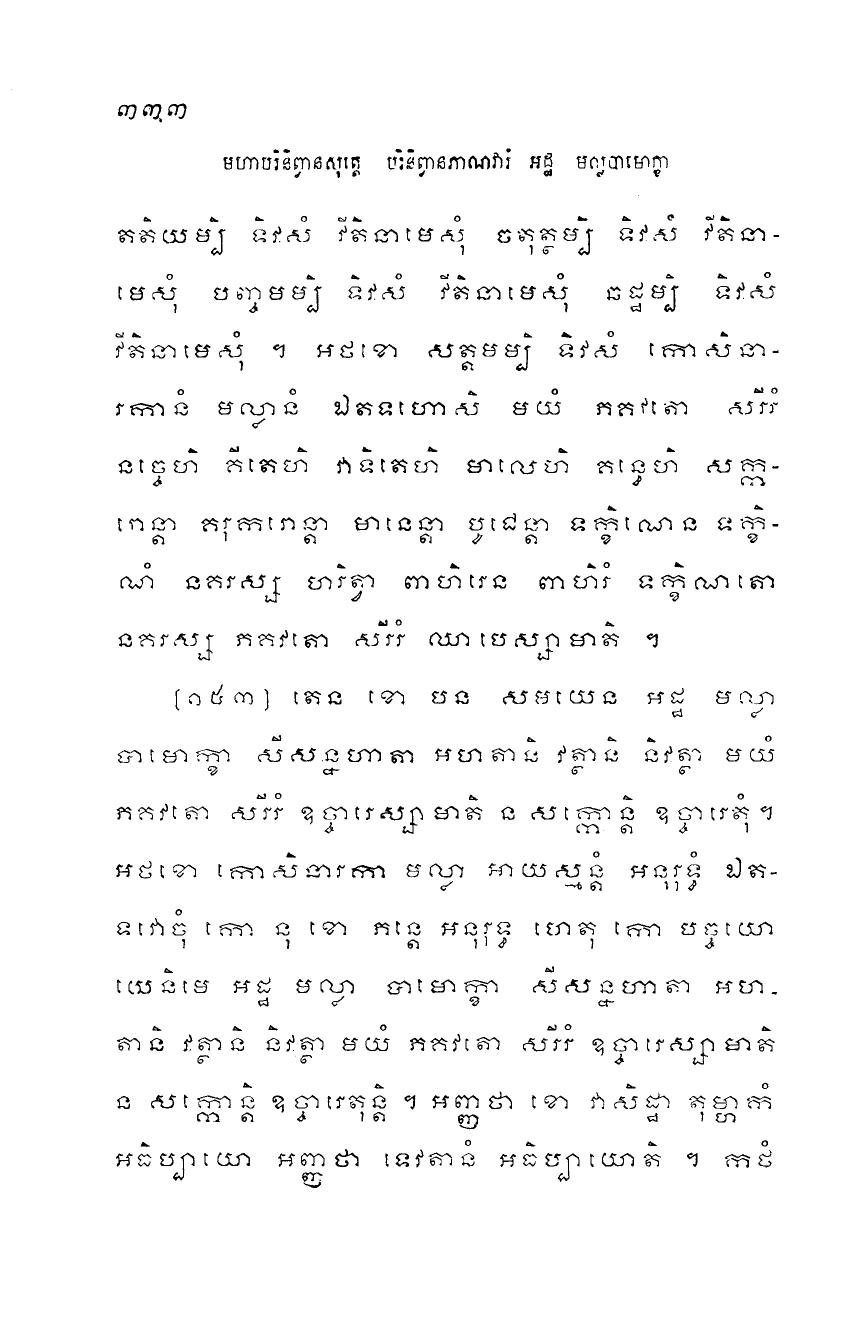 ៣៣៣
មហាបរិនិព្វានសុត្តេ បរិនិព្វានភាណវារំ អដ្ឋ មល្លបាមោក្ខា
តតិយម្បិ ទិវសំ វីតិនាមេសុំ ចតុត្ថម្បិ ទិវសំ វីតិនា-
មេសុំ បញ្ចមម្បិ ទិវសំ វីតិនាមេសុំ ឆដ្ឋម្បិ ទិវសំ
វីតិនាមេសុំ ។ អថខោ សត្តមម្បិ ទិវសំ កោសិនា-
រកានំ មល្លានំ ឯតទហោសិ មយំ ភគវតោ សរីរំ
នច្ចេហិ គីតេហិ វាទិតេហិ មាលេហិ គន្ធេហិ សក្ក-
រោន្តា គរុករោន្តា មានេន្តា បូជេន្តា ទក្ខិណេន ទក្ខិ-
ណំ នគរស្ស ហរិត្វា ពាហិរេន ពាហិរំ ទក្ខិណតោ
នគរស្ស ភគវតោ សរីរំ ឈាបេស្សាមាតិ ។
[១៥៣] តេន ខោ បន សមយេន អដ្ឋ មល្លា
បាមោក្ខា សីសន្នហាតា អហតានិ វត្ថានិ និវត្ថា មយំ
ភគវតោ សរីរំ ឧច្ចារេស្សាមាតិ ន សក្កោន្តិ ឧច្ចារេតុំ ។
អថខោ កោសិនារកា មល្លា អាយស្មន្តំ អនុរុទ្ធំ ឯត-
ទវោចុំ កោ នុ ខោ ភន្តេ អនុរុទ្ធ ហេតុ កោ បច្ចយោ
យេនិមេ អដ្ឋ មល្លា បាមោក្ខា សីសន្នហាតា អហ-
តានិ វត្ថានិ និវត្ថា មយំ ភគវតោ សរីរំ ឧច្ចារេស្សាមាតិ
ន សក្កោន្តិ ឧច្ចារេតុន្តិ ។ អញ្ញថា ខោ វាសិដ្ឋា តុម្ហាកំ
អធិប្បាយោ អញ្ញថា ទេវតានំ អធិប្បាយោតិ ។ កថំ